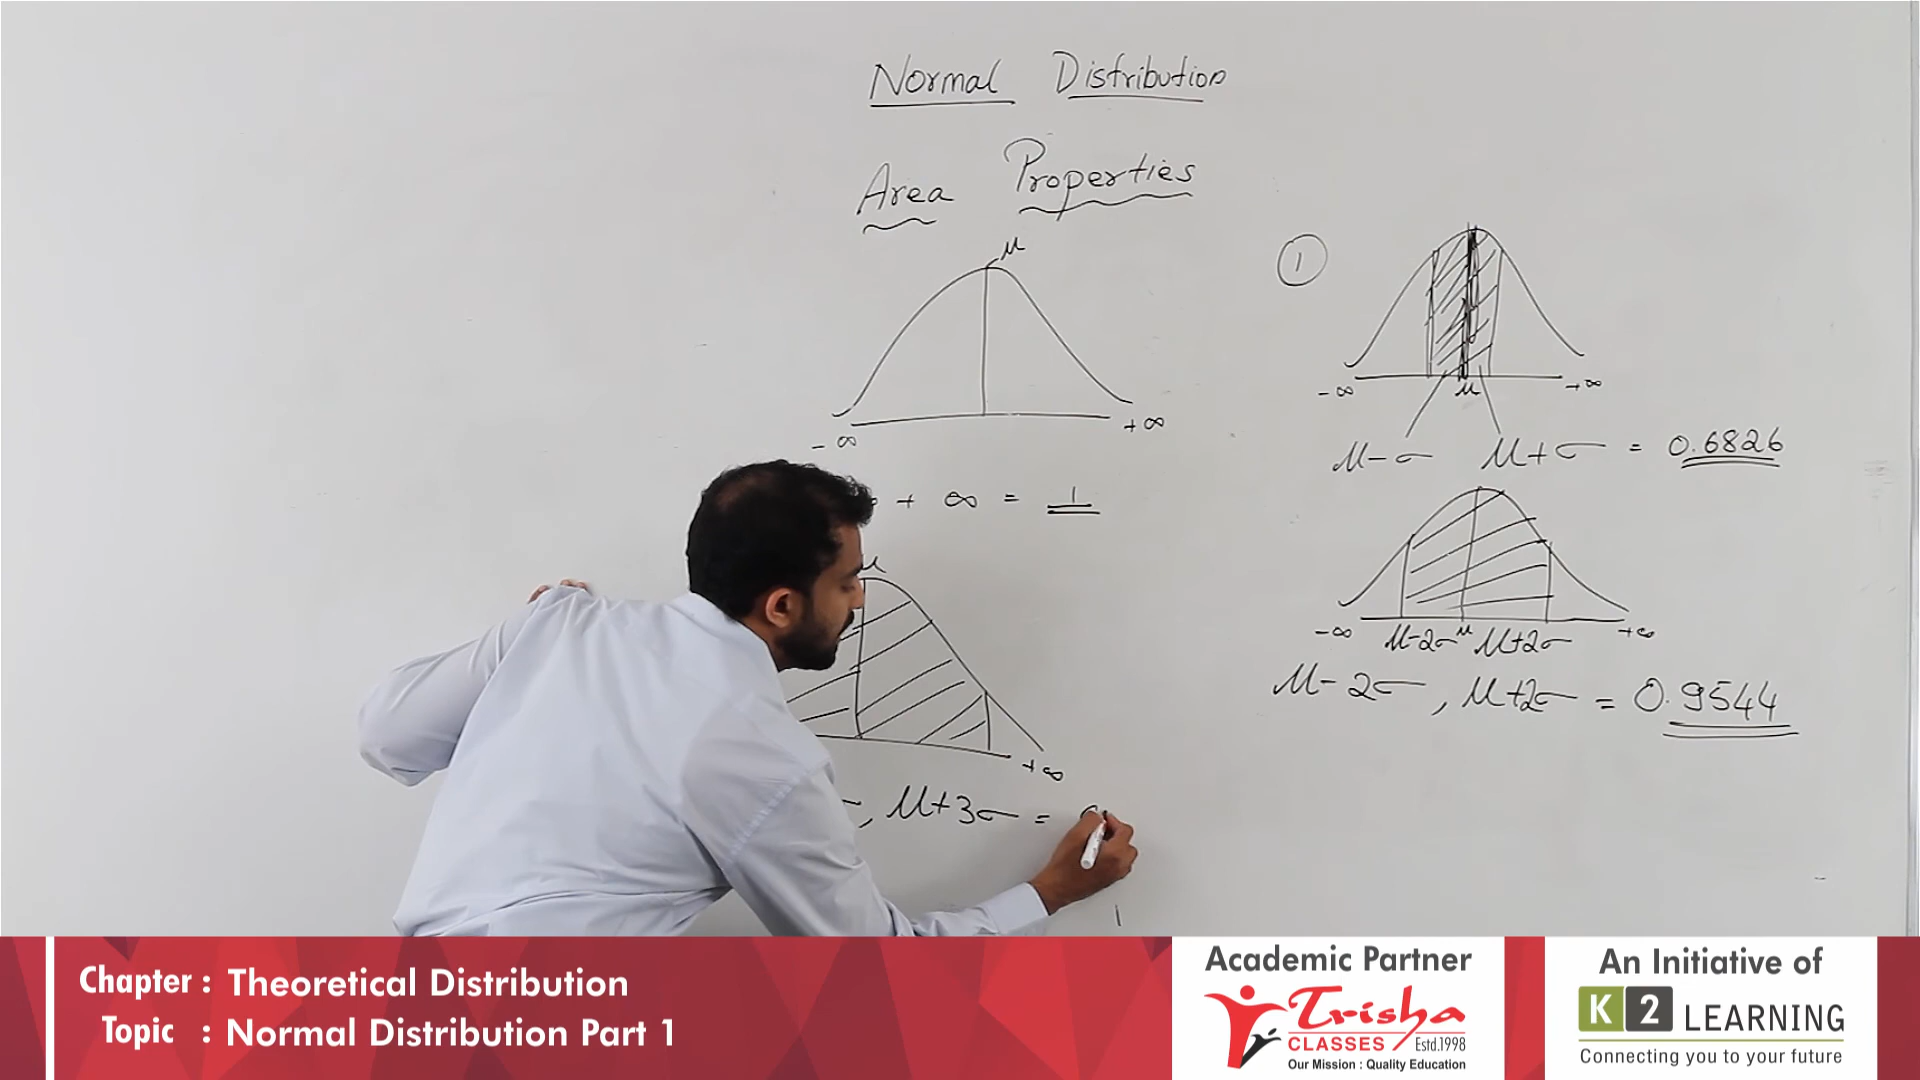 Normal Distribution
Area Properties
μ
-∞ +∞
+ ∞ = 1
μ
+∞
, μ+3σ =
1
-∞ μ +∞
μ-σ μ+σ = 0.6826
-∞ μ-2σ μ μ+2σ +∞
μ-2σ, μ+2σ = 0.9544
Chapter : Theoretical Distribution
Topic : Normal Distribution Part 1
Academic Partner
Trisha
CLASSES Estd.1998
Our Mission : Quality Education
An Initiative of
K2 LEARNING
Connecting you to your future